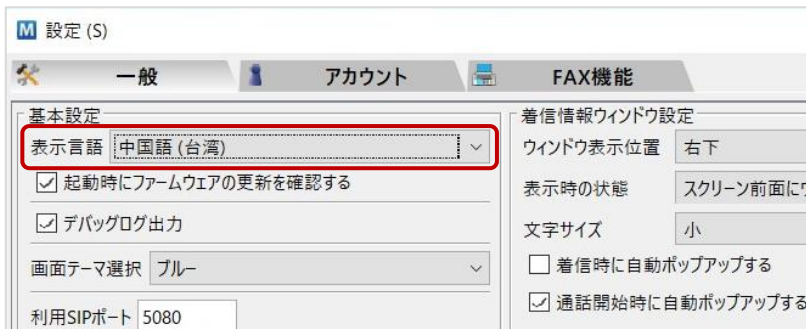 M 設定 (S)
一般 アカウント FAX機能
基本設定
表示言語 中国語 (台湾)
☑ 起動時にファームウェアの更新を確認する
☑ デバッグログ出力
画面テーマ選択 ブルー
利用SIPポート 5080
着信情報ウィンドウ設定
ウィンドウ表示位置 右下
表示時の状態 スクリーン前面に
文字サイズ 小
☐ 着信時に自動ポップアップする
☑ 通話開始時に自動ポップアップする